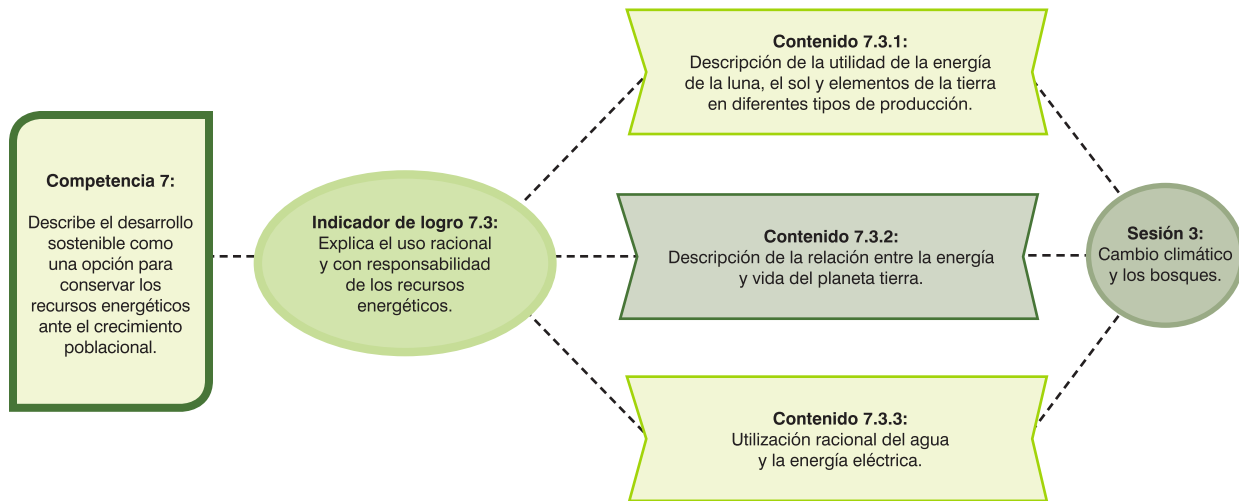 Competencia 7:
Describe el desarrollo
sostenible como
una opción para
conservar los
recursos energéticos
ante el crecimiento
poblacional.
Indicador de logro 7.3:
Explica el uso racional
y con responsabilidad
de los recursos
energéticos.
Contenido 7.3.1:
Descripción de la utilidad de la energía
de la luna, el sol y elementos de la tierra
en diferentes tipos de producción.
Contenido 7.3.2:
Descripción de la relación entre la energía
y vida del planeta tierra.
Contenido 7.3.3:
Utilización racional del agua
y la energía eléctrica.
Sesión 3:
Cambio climático
y los bosques.